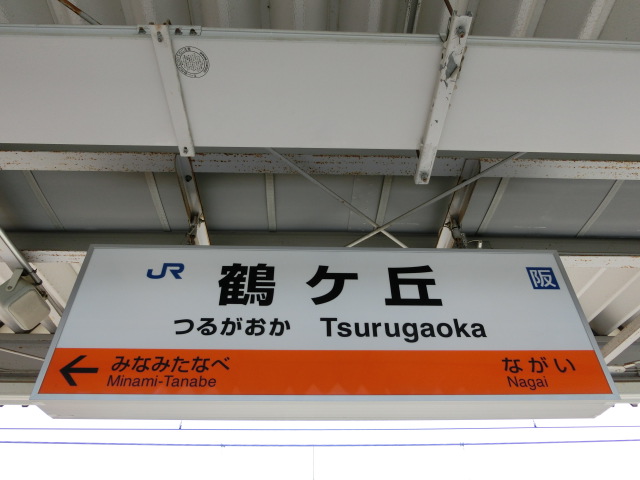 JR 鶴ケ丘 阪
つるがおか Tsurugaoka
← みなみたなべ ながい
Minami-Tanabe Nagai